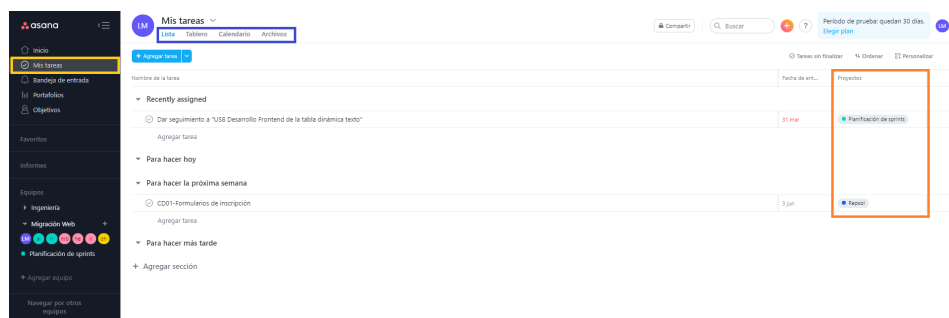 asana
Inicio
Mis tareas
Bandeja de entrada
Portafolios
Objetivos
Favoritos
Informes
Equipos
Ingeniería
Migración Web +
LM
Planificación de sprints
+ Agregar equipo
Navegar por otros
equipos
LM
Mis tareas
Lista Tablero Calendario Archivos
Compartir
Buscar
+ ?
Período de prueba: quedan 30 días.
Elegir plan
LM
+ Agregar tarea
Tareas sin finalizar Ordenar Personalizar
Nombre de la tarea Fecha de ent... Proyectos
Recently assigned
Dar seguimiento a "US8 Desarrollo Frontend de la tabla dinámica texto" 31 mar Planificación de sprints
Agregar tarea
Para hacer hoy
Para hacer la próxima semana
CD01-Formularios de inscripción 3 jun Repsol
Agregar tarea
Para hacer más tarde
+ Agregar sección